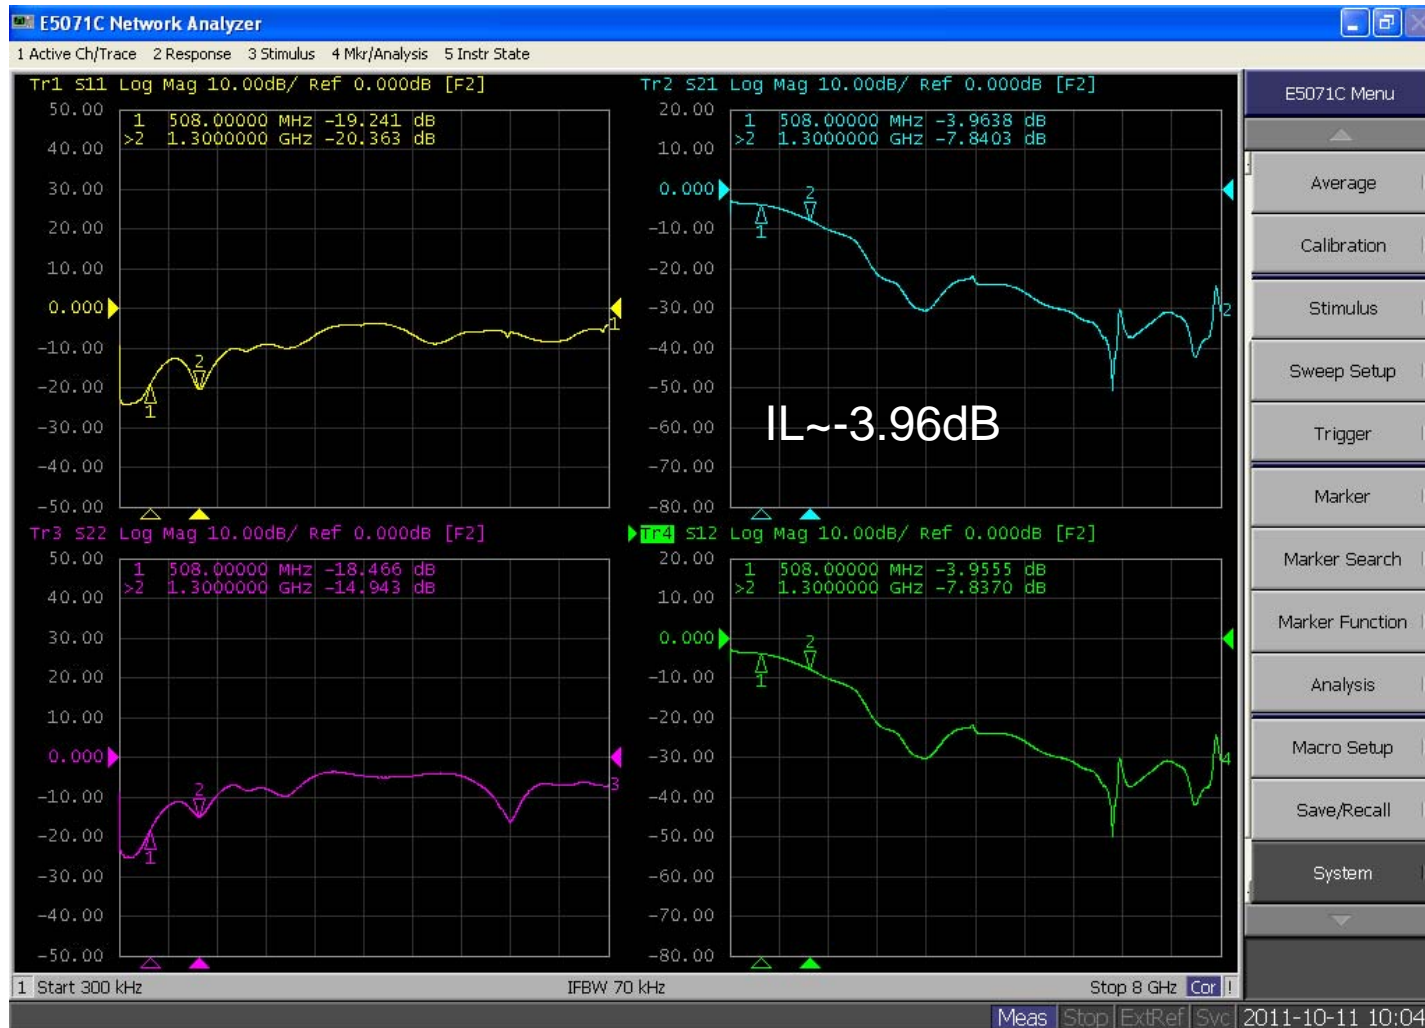 E5071C Network Analyzer
1 Active Ch/Trace 2 Response 3 Stimulus 4 Mkr/Analysis 5 Instr State
Tr1 S11 Log Mag 10.00dB/ Ref 0.000dB [F2]
50.00
40.00
30.00
20.00
10.00
0.000
-10.00
-20.00
-30.00
-40.00
-50.00
1 508.00000 MHz -19.241 dB
>2 1.3000000 GHz -20.363 dB
2
1
1
Tr2 S21 Log Mag 10.00dB/ Ref 0.000dB [F2]
20.00
10.00
0.000
-10.00
-20.00
-30.00
-40.00
-50.00
-60.00
-70.00
-80.00
1 508.00000 MHz -3.9638 dB
>2 1.3000000 GHz -7.8403 dB
2
1
2
IL~-3.96dB
Tr3 S22 Log Mag 10.00dB/ Ref 0.000dB [F2]
50.00
40.00
30.00
20.00
10.00
0.000
-10.00
-20.00
-30.00
-40.00
-50.00
1 508.00000 MHz -18.466 dB
>2 1.3000000 GHz -14.943 dB
2
1
3
Tr4 S12 Log Mag 10.00dB/ Ref 0.000dB [F2]
20.00
10.00
0.000
-10.00
-20.00
-30.00
-40.00
-50.00
-60.00
-70.00
-80.00
1 508.00000 MHz -3.9555 dB
>2 1.3000000 GHz -7.8370 dB
2
1
4
E5071C Menu
Average
Calibration
Stimulus
Sweep Setup
Trigger
Marker
Marker Search
Marker Function
Analysis
Macro Setup
Save/Recall
System
1 Start 300 kHz IFBW 70 kHz Stop 8 GHz Cor !
Meas Stop ExtRef Svc 2011-10-11 10:04